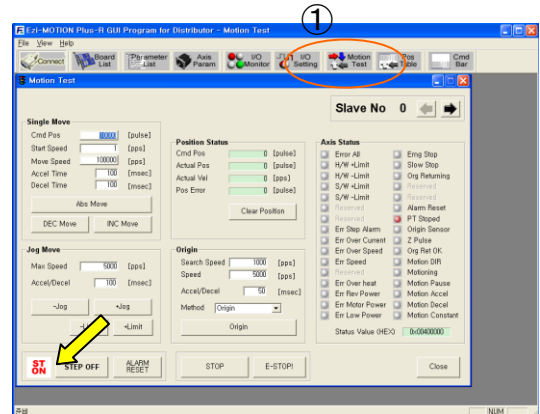 ①
Ezi-MOTION Plus-R GUI Program for Distributor - Motion Test
File View Help
Connect Board List Parameter List Axis Param I/O Monitor I/O Setting Motion Test Pos Table Cmd Bar
Motion Test
Slave No 0
Single Move
Cmd Pos 10000 [pulse]
Start Speed 1 [pps]
Move Speed 100000 [pps]
Accel Time 100 [msec]
Decel Time 100 [msec]
Abs Move
DEC Move INC Move
Jog Move
Max Speed 5000 [pps]
Accel/Decel 100 [msec]
-Jog +Jog
+Limit
ST ON STEP OFF ALARM RESET
Position Status
Cmd Pos 0 [pulse]
Actual Pos 0 [pulse]
Actual Vel 0 [pps]
Pos Error 0 [pulse]
Clear Position
Origin
Search Speed 1000 [pps]
Speed 5000 [pps]
Accel/Decel 50 [msec]
Method Origin
Origin
STOP E-STOP!
Axis Status
Error All Emg Stop
H/W +Limit Slow Stop
H/W -Limit Org Returning
S/W +Limit Reserved
S/W -Limit Reserved
Reserved Alarm Reset
Reserved PT Stoped
Err Step Alarm Origin Sensor
Err Over Current Z Pulse
Err Over Speed Org Ret OK
Err Speed Motion DIR
Reserved Motioning
Err Over heat Motion Pause
Err Rev Power Motion Accel
Err Motor Power Motion Decel
Err Low Power Motion Constant
Status Value (HEX) 0x00400000
Close
준비 NUM